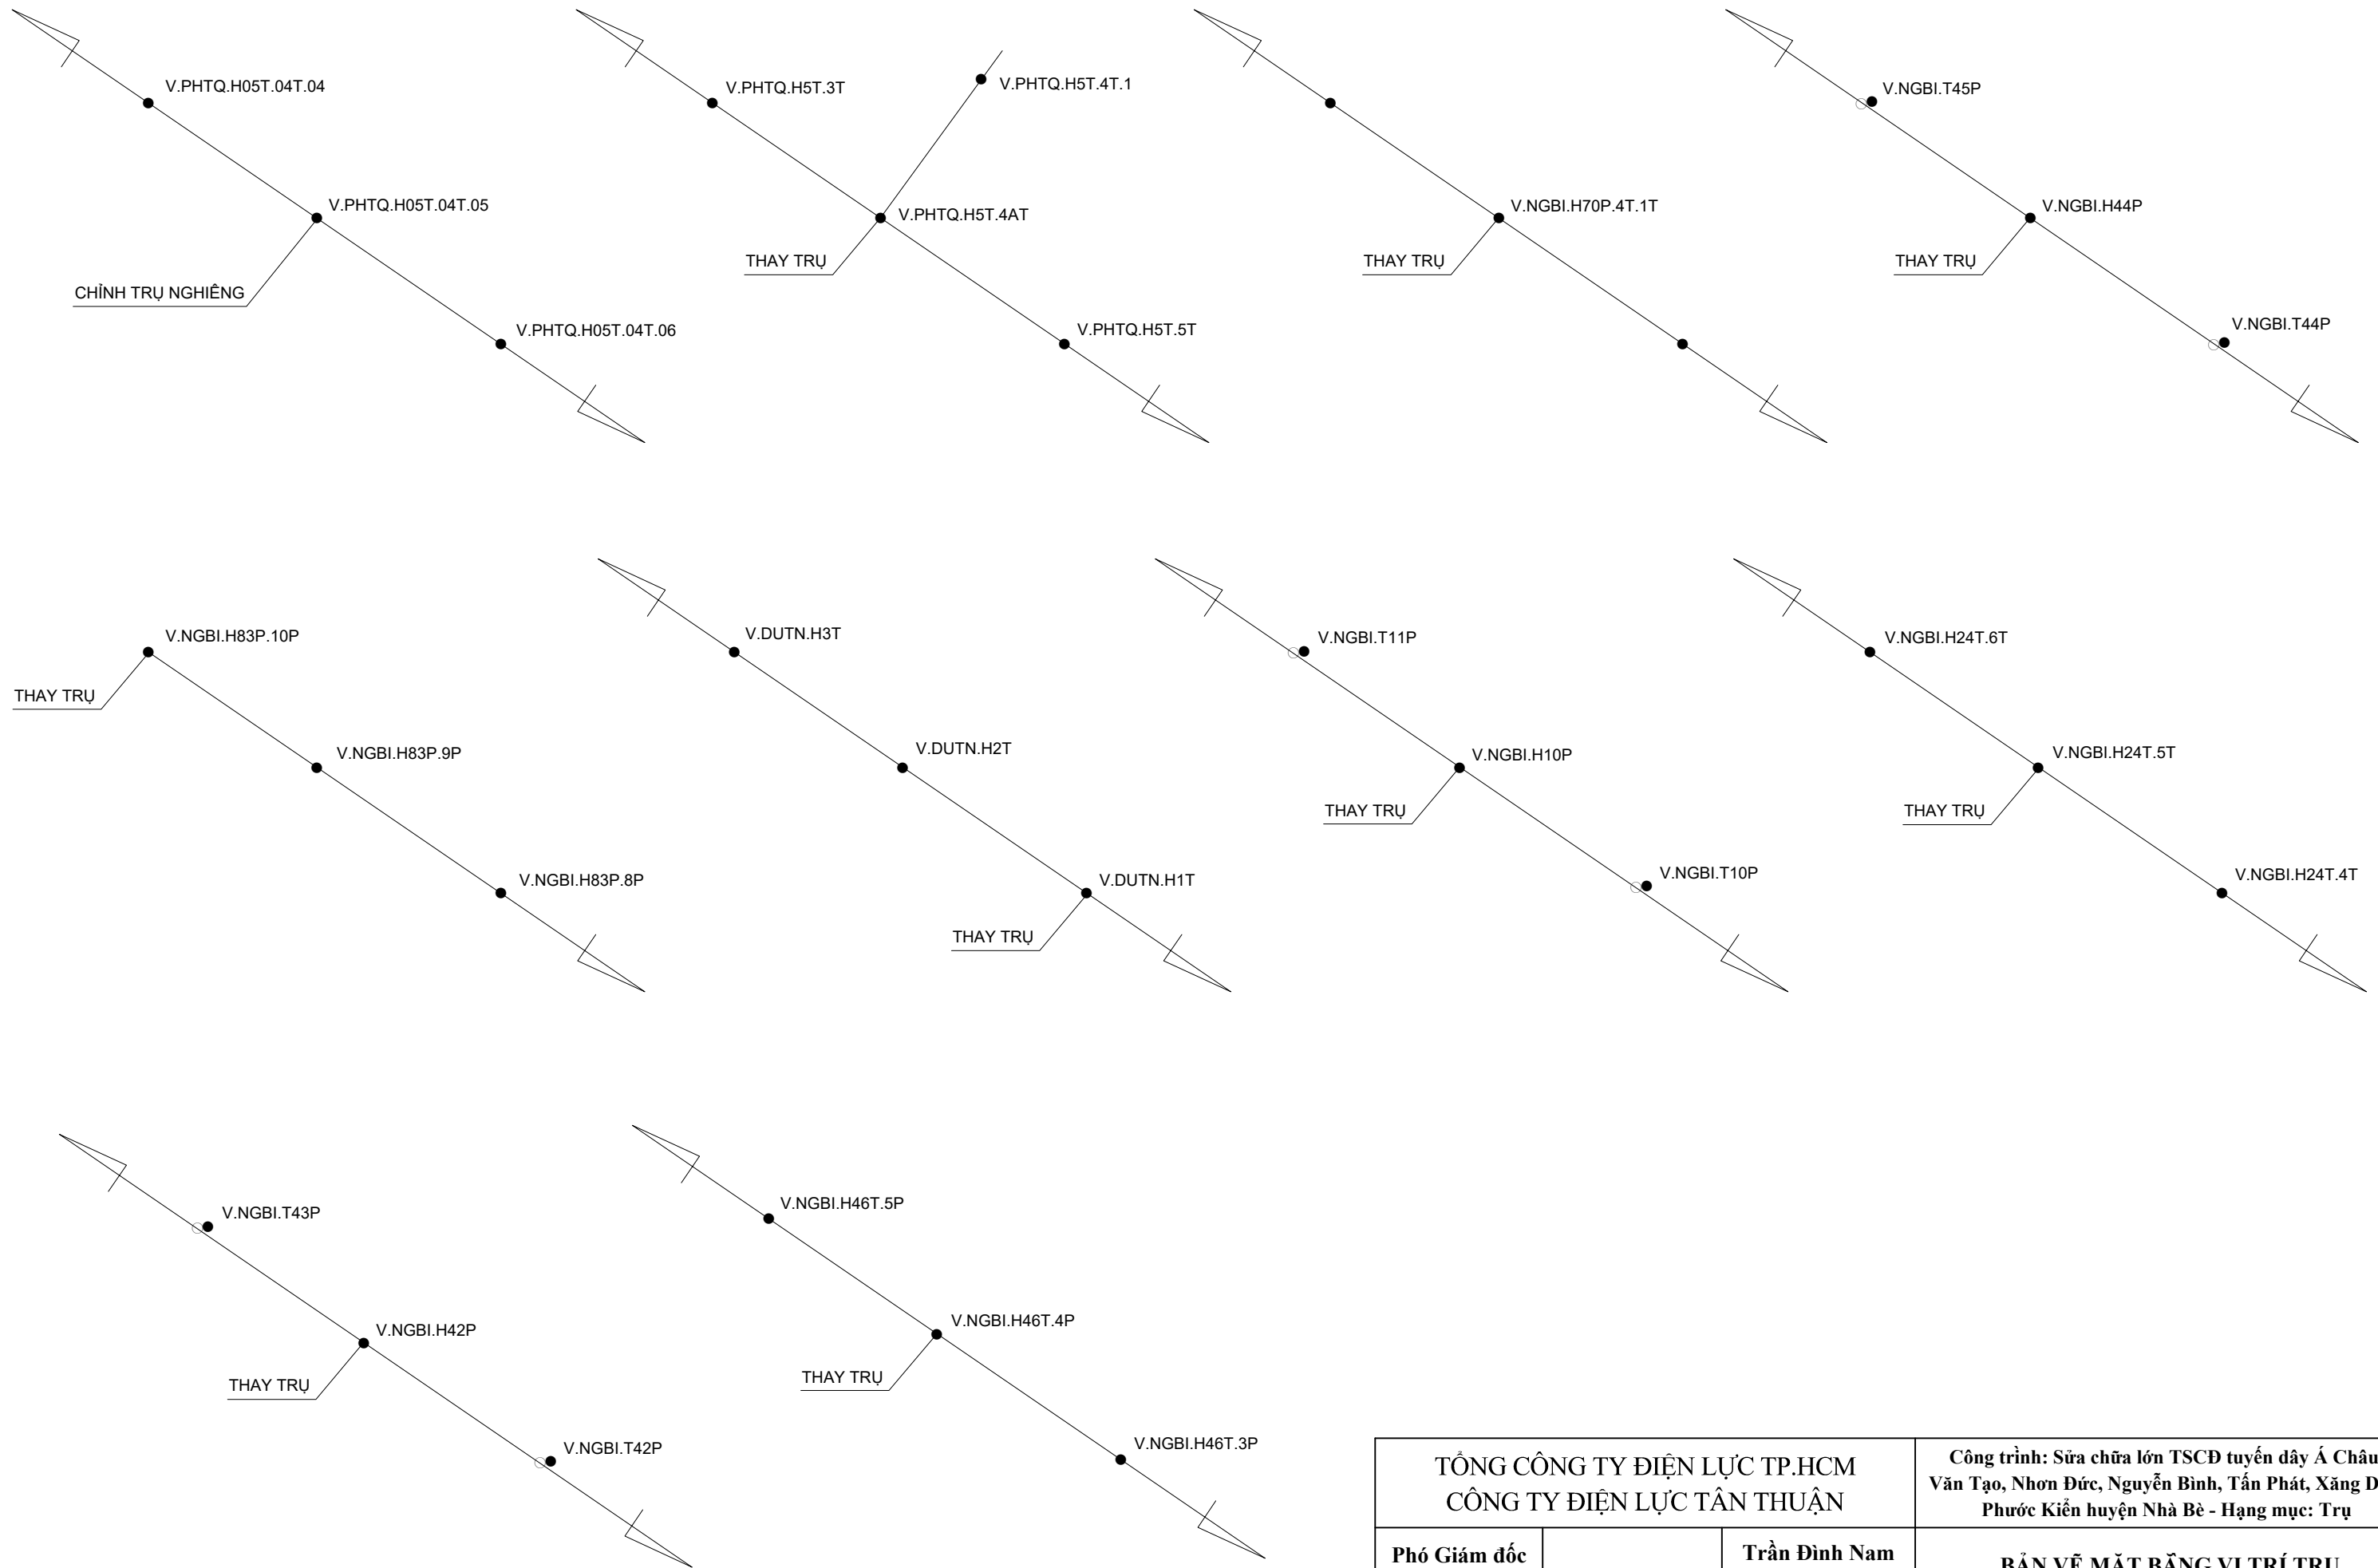 V.PHTQ.H05T.04T.04
V.PHTQ.H05T.04T.05
CHỈNH TRỤ NGHIÊNG
V.PHTQ.H05T.04T.06
V.PHTQ.H5T.3T
V.PHTQ.H5T.4T.1
V.PHTQ.H5T.4AT
THAY TRỤ
V.PHTQ.H5T.5T
V.NGBI.H70P.4T.1T
THAY TRỤ
V.NGBI.T45P
V.NGBI.H44P
THAY TRỤ
V.NGBI.T44P
V.NGBI.H83P.10P
THAY TRỤ
V.NGBI.H83P.9P
V.NGBI.H83P.8P
V.DUTN.H3T
V.DUTN.H2T
V.DUTN.H1T
THAY TRỤ
V.NGBI.T11P
V.NGBI.H10P
THAY TRỤ
V.NGBI.T10P
V.NGBI.H24T.6T
V.NGBI.H24T.5T
THAY TRỤ
V.NGBI.H24T.4T
V.NGBI.T43P
V.NGBI.H42P
THAY TRỤ
V.NGBI.T42P
V.NGBI.H46T.5P
V.NGBI.H46T.4P
THAY TRỤ
V.NGBI.H46T.3P
TỔNG CÔNG TY ĐIỆN LỰC TP.HCM
CÔNG TY ĐIỆN LỰC TÂN THUẬN
Công trình: Sửa chữa lớn TSCĐ tuyến dây Á Châu
Văn Tạo, Nhơn Đức, Nguyễn Bình, Tấn Phát, Xăng
Phước Kiển huyện Nhà Bè - Hạng mục: Trụ
Phó Giám đốc
Trần Đình Nam
BẢN VẼ MẶT BẰNG VỊ TRÍ TRỤ